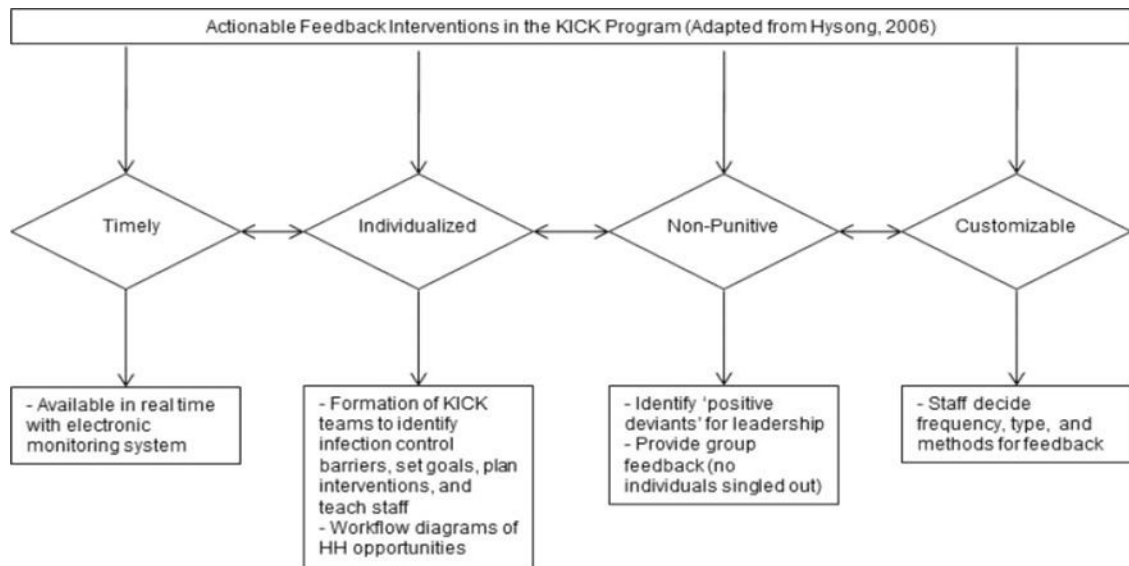 Actionable Feedback Interventions in the KICK Program (Adapted from Hysong, 2006)
Timely
Individualized
Non-Punitive
Customizable
- Available in real time
with electronic
monitoring system
- Formation of KICK
teams to identify
infection control
barriers, set goals, plan
interventions, and
teach staff
- Workflow diagrams of
HH opportunities
- Identify ‘positive
deviants’ for leadership
- Provide group
feedback (no
individuals singled out)
- Staff decide
frequency, type, and
methods for feedback